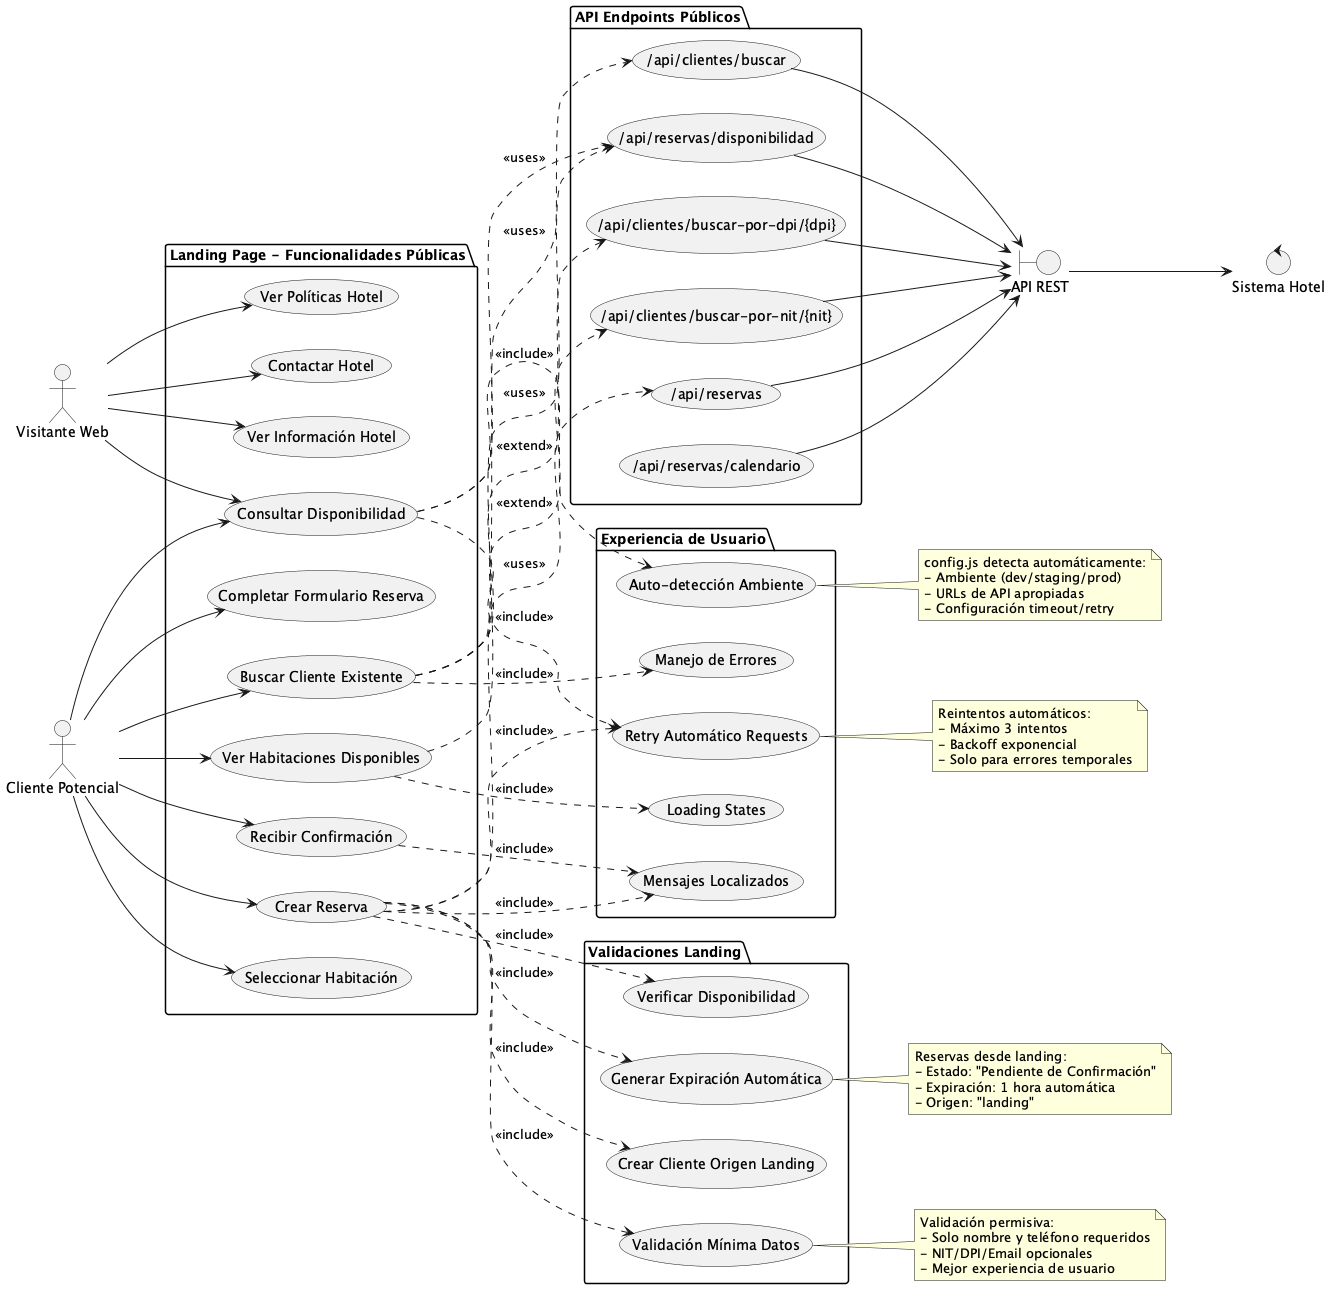 API Endpoints Públicos
/api/clientes/buscar
/api/reservas/disponibilidad
/api/clientes/buscar-por-dpi/{dpi}
/api/clientes/buscar-por-nit/{nit}
/api/reservas
/api/reservas/calendario
API REST
Sistema Hotel
Landing Page - Funcionalidades Públicas
Ver Políticas Hotel
Contactar Hotel
Ver Información Hotel
Consultar Disponibilidad
Completar Formulario Reserva
Buscar Cliente Existente
Ver Habitaciones Disponibles
Recibir Confirmación
Crear Reserva
Seleccionar Habitación
Visitante Web
Cliente Potencial
«uses»
«uses»
«include»
«uses»
«extend»
«extend»
«uses»
«include»
«include»
«include»
«include»
«include»
«include»
«include»
«include»
«include»
«include»
Experiencia de Usuario
Auto-detección Ambiente
Manejo de Errores
Retry Automático Requests
Loading States
Mensajes Localizados
config.js detecta automáticamente:
- Ambiente (dev/staging/prod)
- URLs de API apropiadas
- Configuración timeout/retry
Reintentos automáticos:
- Máximo 3 intentos
- Backoff exponencial
- Solo para errores temporales
Validaciones Landing
Verificar Disponibilidad
Generar Expiración Automática
Crear Cliente Origen Landing
Validación Mínima Datos
Reservas desde landing:
- Estado: "Pendiente de Confirmación"
- Expiración: 1 hora automática
- Origen: "landing"
Validación permisiva:
- Solo nombre y teléfono requeridos
- NIT/DPI/Email opcionales
- Mejor experiencia de usuario